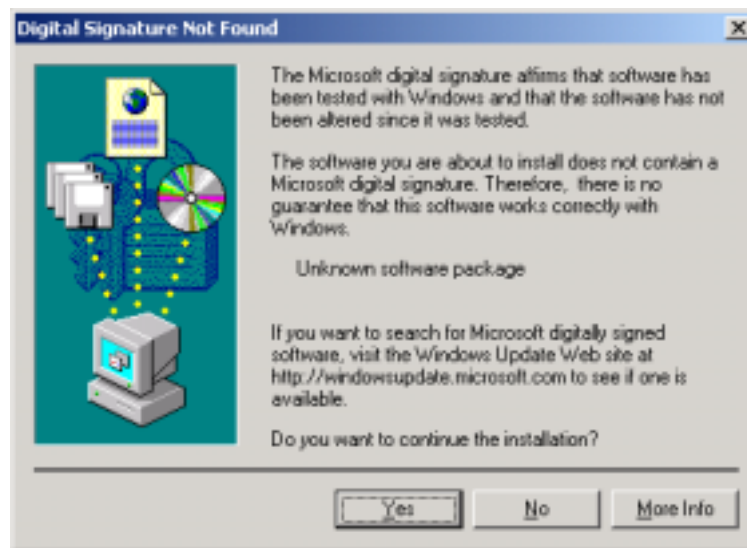 Digital Signature Not Found
The Microsoft digital signature affirms that software has
been tested with Windows and that the software has not
been altered since it was tested.
The software you are about to install does not contain a
Microsoft digital signature. Therefore, there is no
guarantee that this software works correctly with
Windows.
Unknown software package
If you want to search for Microsoft digitally signed
software, visit the Windows Update Web site at
http://windowsupdate.microsoft.com to see if one is
available.
Do you want to continue the installation?
Yes No More Info